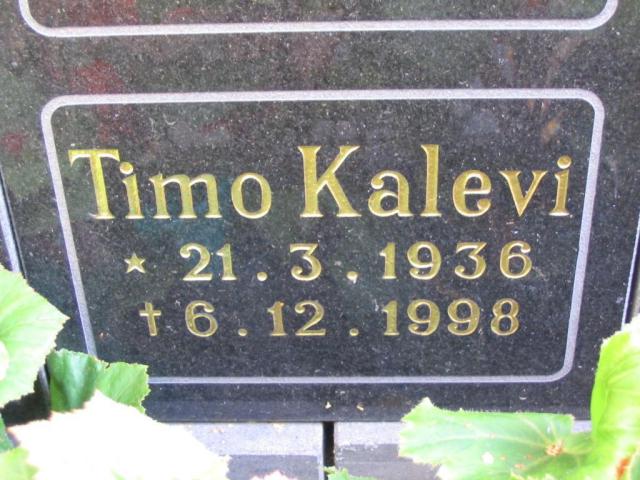 Timo Kalevi
★ 21.3.1936
✝ 6.12.1998